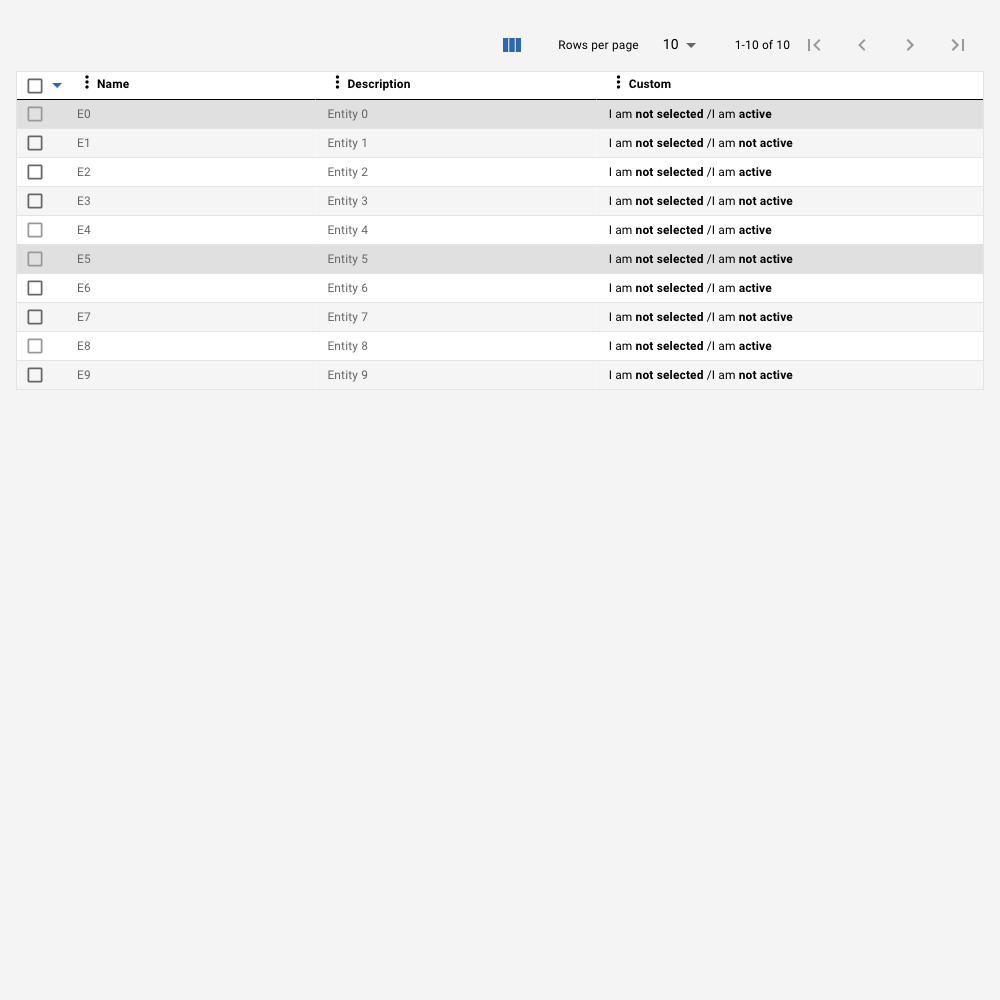 Rows per page 10 1-10 of 10
Name Description Custom
E0 Entity 0 I am not selected /I am active
E1 Entity 1 I am not selected /I am not active
E2 Entity 2 I am not selected /I am active
E3 Entity 3 I am not selected /I am not active
E4 Entity 4 I am not selected /I am active
E5 Entity 5 I am not selected /I am not active
E6 Entity 6 I am not selected /I am active
E7 Entity 7 I am not selected /I am not active
E8 Entity 8 I am not selected /I am active
E9 Entity 9 I am not selected /I am not active